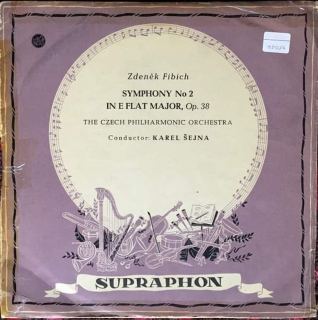 Zdeněk Fibich
SYMPHONY No 2
IN E FLAT MAJOR, Op. 38
THE CZECH PHILHARMONIC ORCHESTRA
Conductor: KAREL ŠEJNA
SUPRAPHON